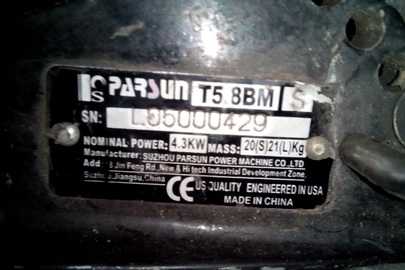 CS PARSUN T5.8BM S
SN: L05000429
NOMINAL POWER: 4.3KW MASS: 20(S)21(L)Kg
Manufacturer: SUZHOU PARSUN POWER MACHINE CO.,LTD
Add: Jin Feng Rd., New & Hi tech Industrial Development Zone,
Suzhou, Jiangsu, China
CE US QUALITY ENGINEERED IN USA
MADE IN CHINA